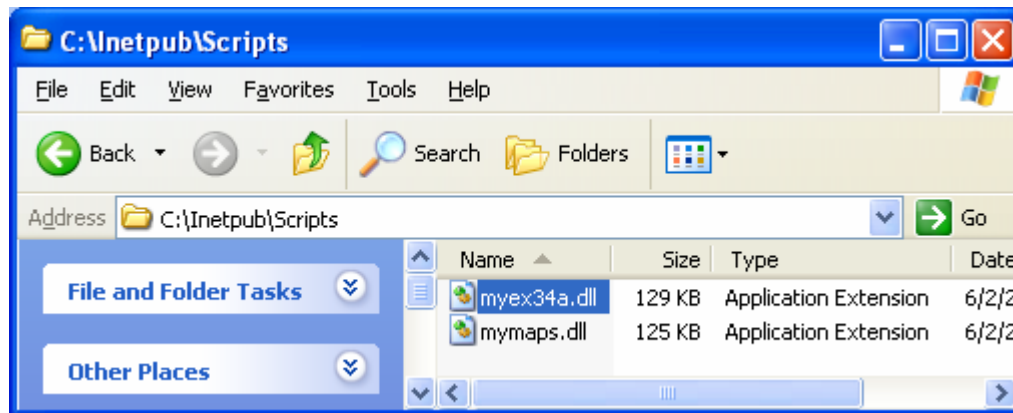 C:\Inetpub\Scripts
File Edit View Favorites Tools Help
Back Search Folders
Address C:\Inetpub\Scripts Go
Name Size Type Date
File and Folder Tasks
myex34a.dll 129 KB Application Extension 6/2/2
mymaps.dll 125 KB Application Extension 6/2/2
Other Places